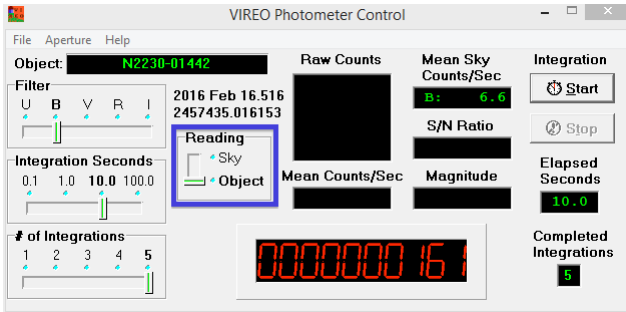 VIREO Photometer Control
File Aperture Help
Object: N2230-01442
Filter
U B V R I
Integration Seconds
0.1 1.0 10.0 100.0
# of Integrations
1 2 3 4 5
2016 Feb 16.516
2457435.016153
Reading
Sky
Object
Raw Counts
Mean Counts/Sec
Mean Sky
Counts/Sec
B: 6.6
S/N Ratio
Magnitude
0000000161
Integration
Start
Stop
Elapsed
Seconds
10.0
Completed
Integrations
5